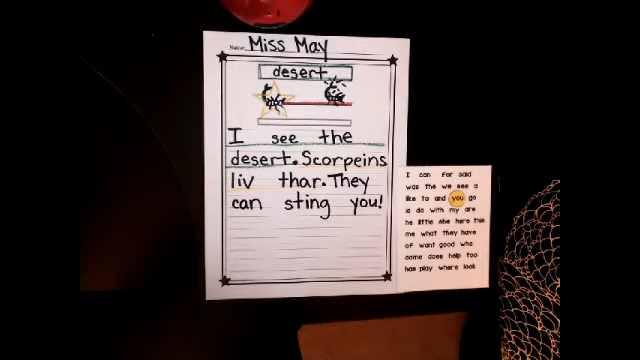 Name: Miss May
desert
I see the
desert. Scorpeins
liv thar. They
can sting you!
I can for said
was the we see a
like to and you go
is do with my are
he little she here this
me what they have
of want good who
come does help too
has play where look